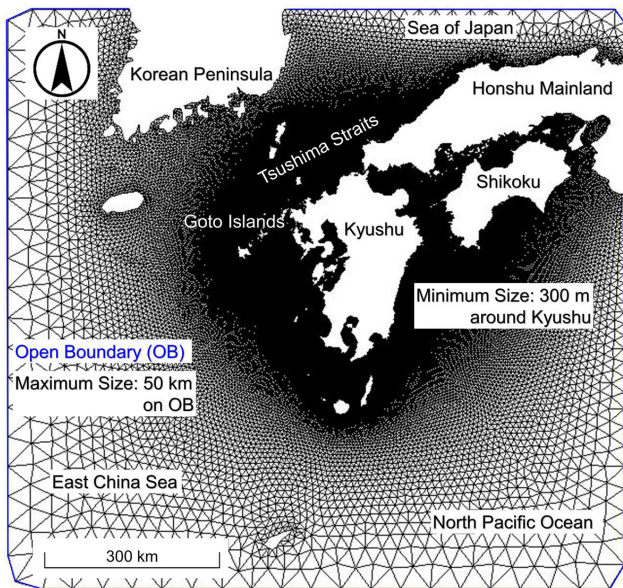 Sea of Japan
N
Korean Peninsula
Honshu Mainland
Tsushima Straits
Shikoku
Goto Islands
Kyushu
Minimum Size: 300 m
around Kyushu
Open Boundary (OB)
Maximum Size: 50 km
on OB
East China Sea
North Pacific Ocean
300 km